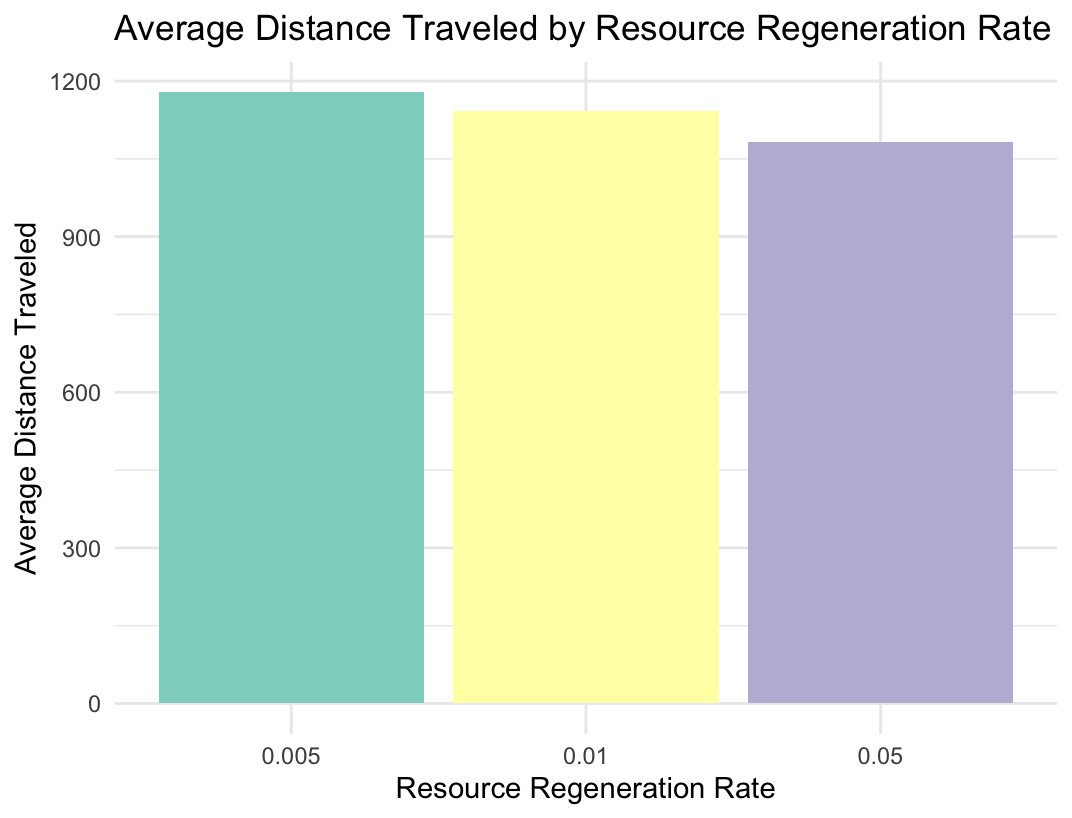 Average Distance Traveled by Resource Regeneration Rate
Average Distance Traveled
1200
900
600
300
0
0.005
0.01
0.05
Resource Regeneration Rate